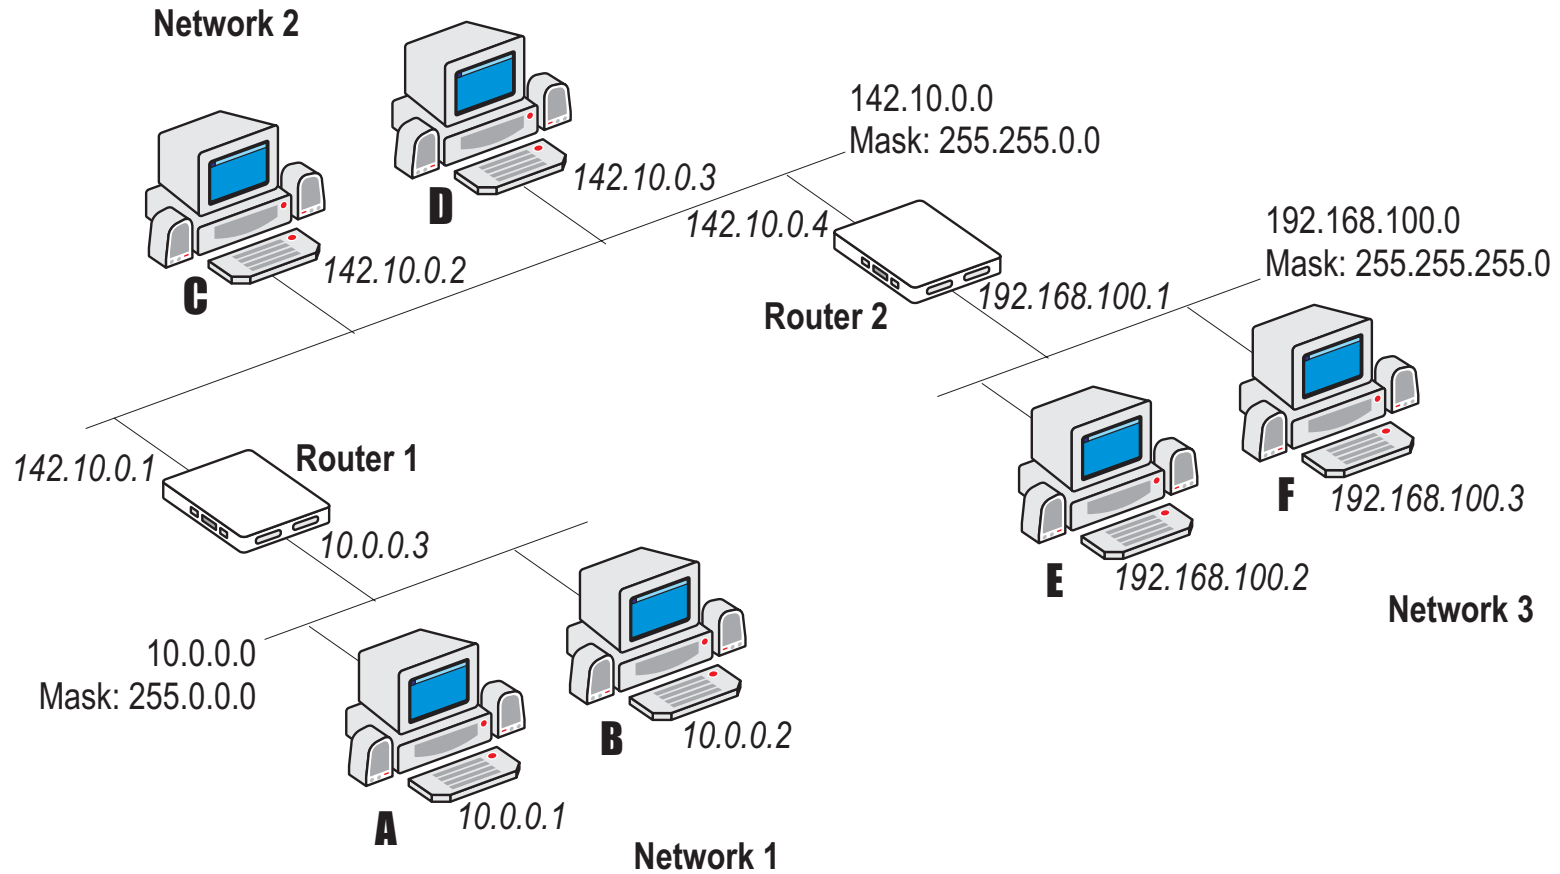 Network 2
142.10.0.0
Mask: 255.255.0.0
D
142.10.0.3
142.10.0.4
192.168.100.0
Mask: 255.255.255.0
C
142.10.0.2
Router 2
192.168.100.1
142.10.0.1
Router 1
F
192.168.100.3
10.0.0.3
E
192.168.100.2
Network 3
10.0.0.0
Mask: 255.0.0.0
B
10.0.0.2
A
10.0.0.1
Network 1